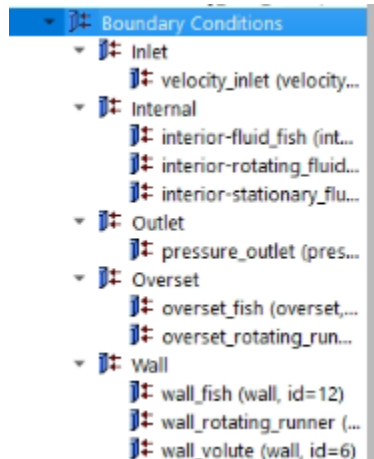 Boundary Conditions
Inlet
velocity_inlet (velocity...
Internal
interior-fluid_fish (int...
interior-rotating_fluid...
interior-stationary_flu...
Outlet
pressure_outlet (pres...
Overset
overset_fish (overset,...
overset_rotating_run...
Wall
wall_fish (wall, id=12)
wall_rotating_runner (...
wall_volute (wall, id=6)